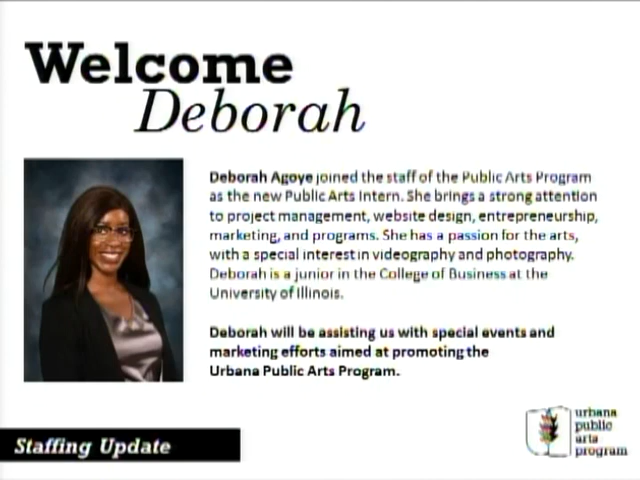 Welcome
Deborah
Deborah Agoye joined the staff of the Public Arts Program
as the new Public Arts Intern. She brings a strong attention
to project management, website design, entrepreneurship,
marketing, and programs. She has a passion for the arts,
with a special interest in videography and photography.
Deborah is a junior in the College of Business at the
University of Illinois.
Deborah will be assisting us with special events and
marketing efforts aimed at promoting the
Urbana Public Arts Program.
Staffing Update
urbana
public
arts
program